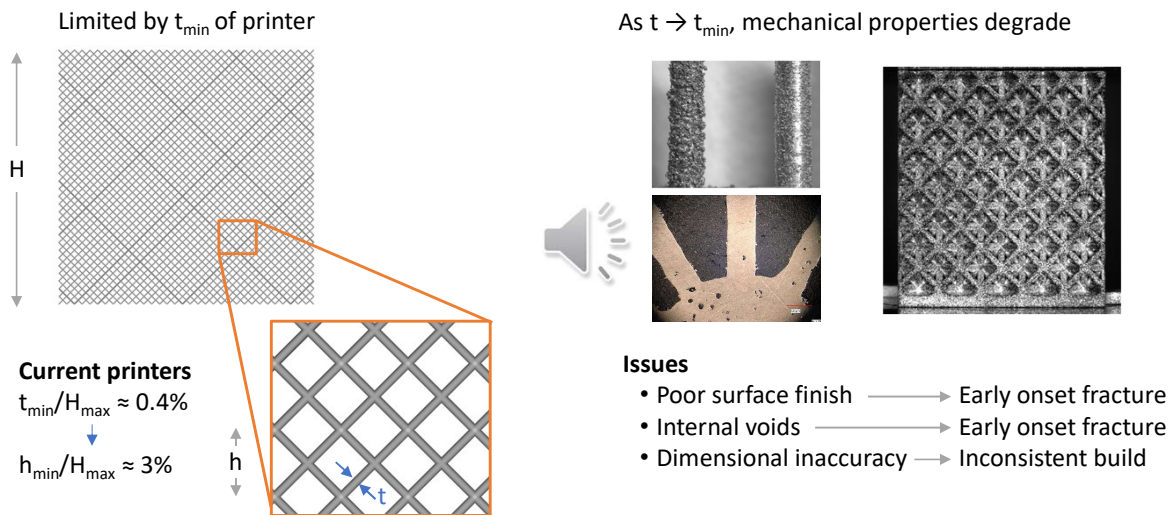 Limited by tmin of printer
H
Current printers
tmin/Hmax ≈ 0.4%
hmin/Hmax ≈ 3%
h
t
As t → tmin, mechanical properties degrade
Issues
• Poor surface finish → Early onset fracture
• Internal voids → Early onset fracture
• Dimensional inaccuracy → Inconsistent build